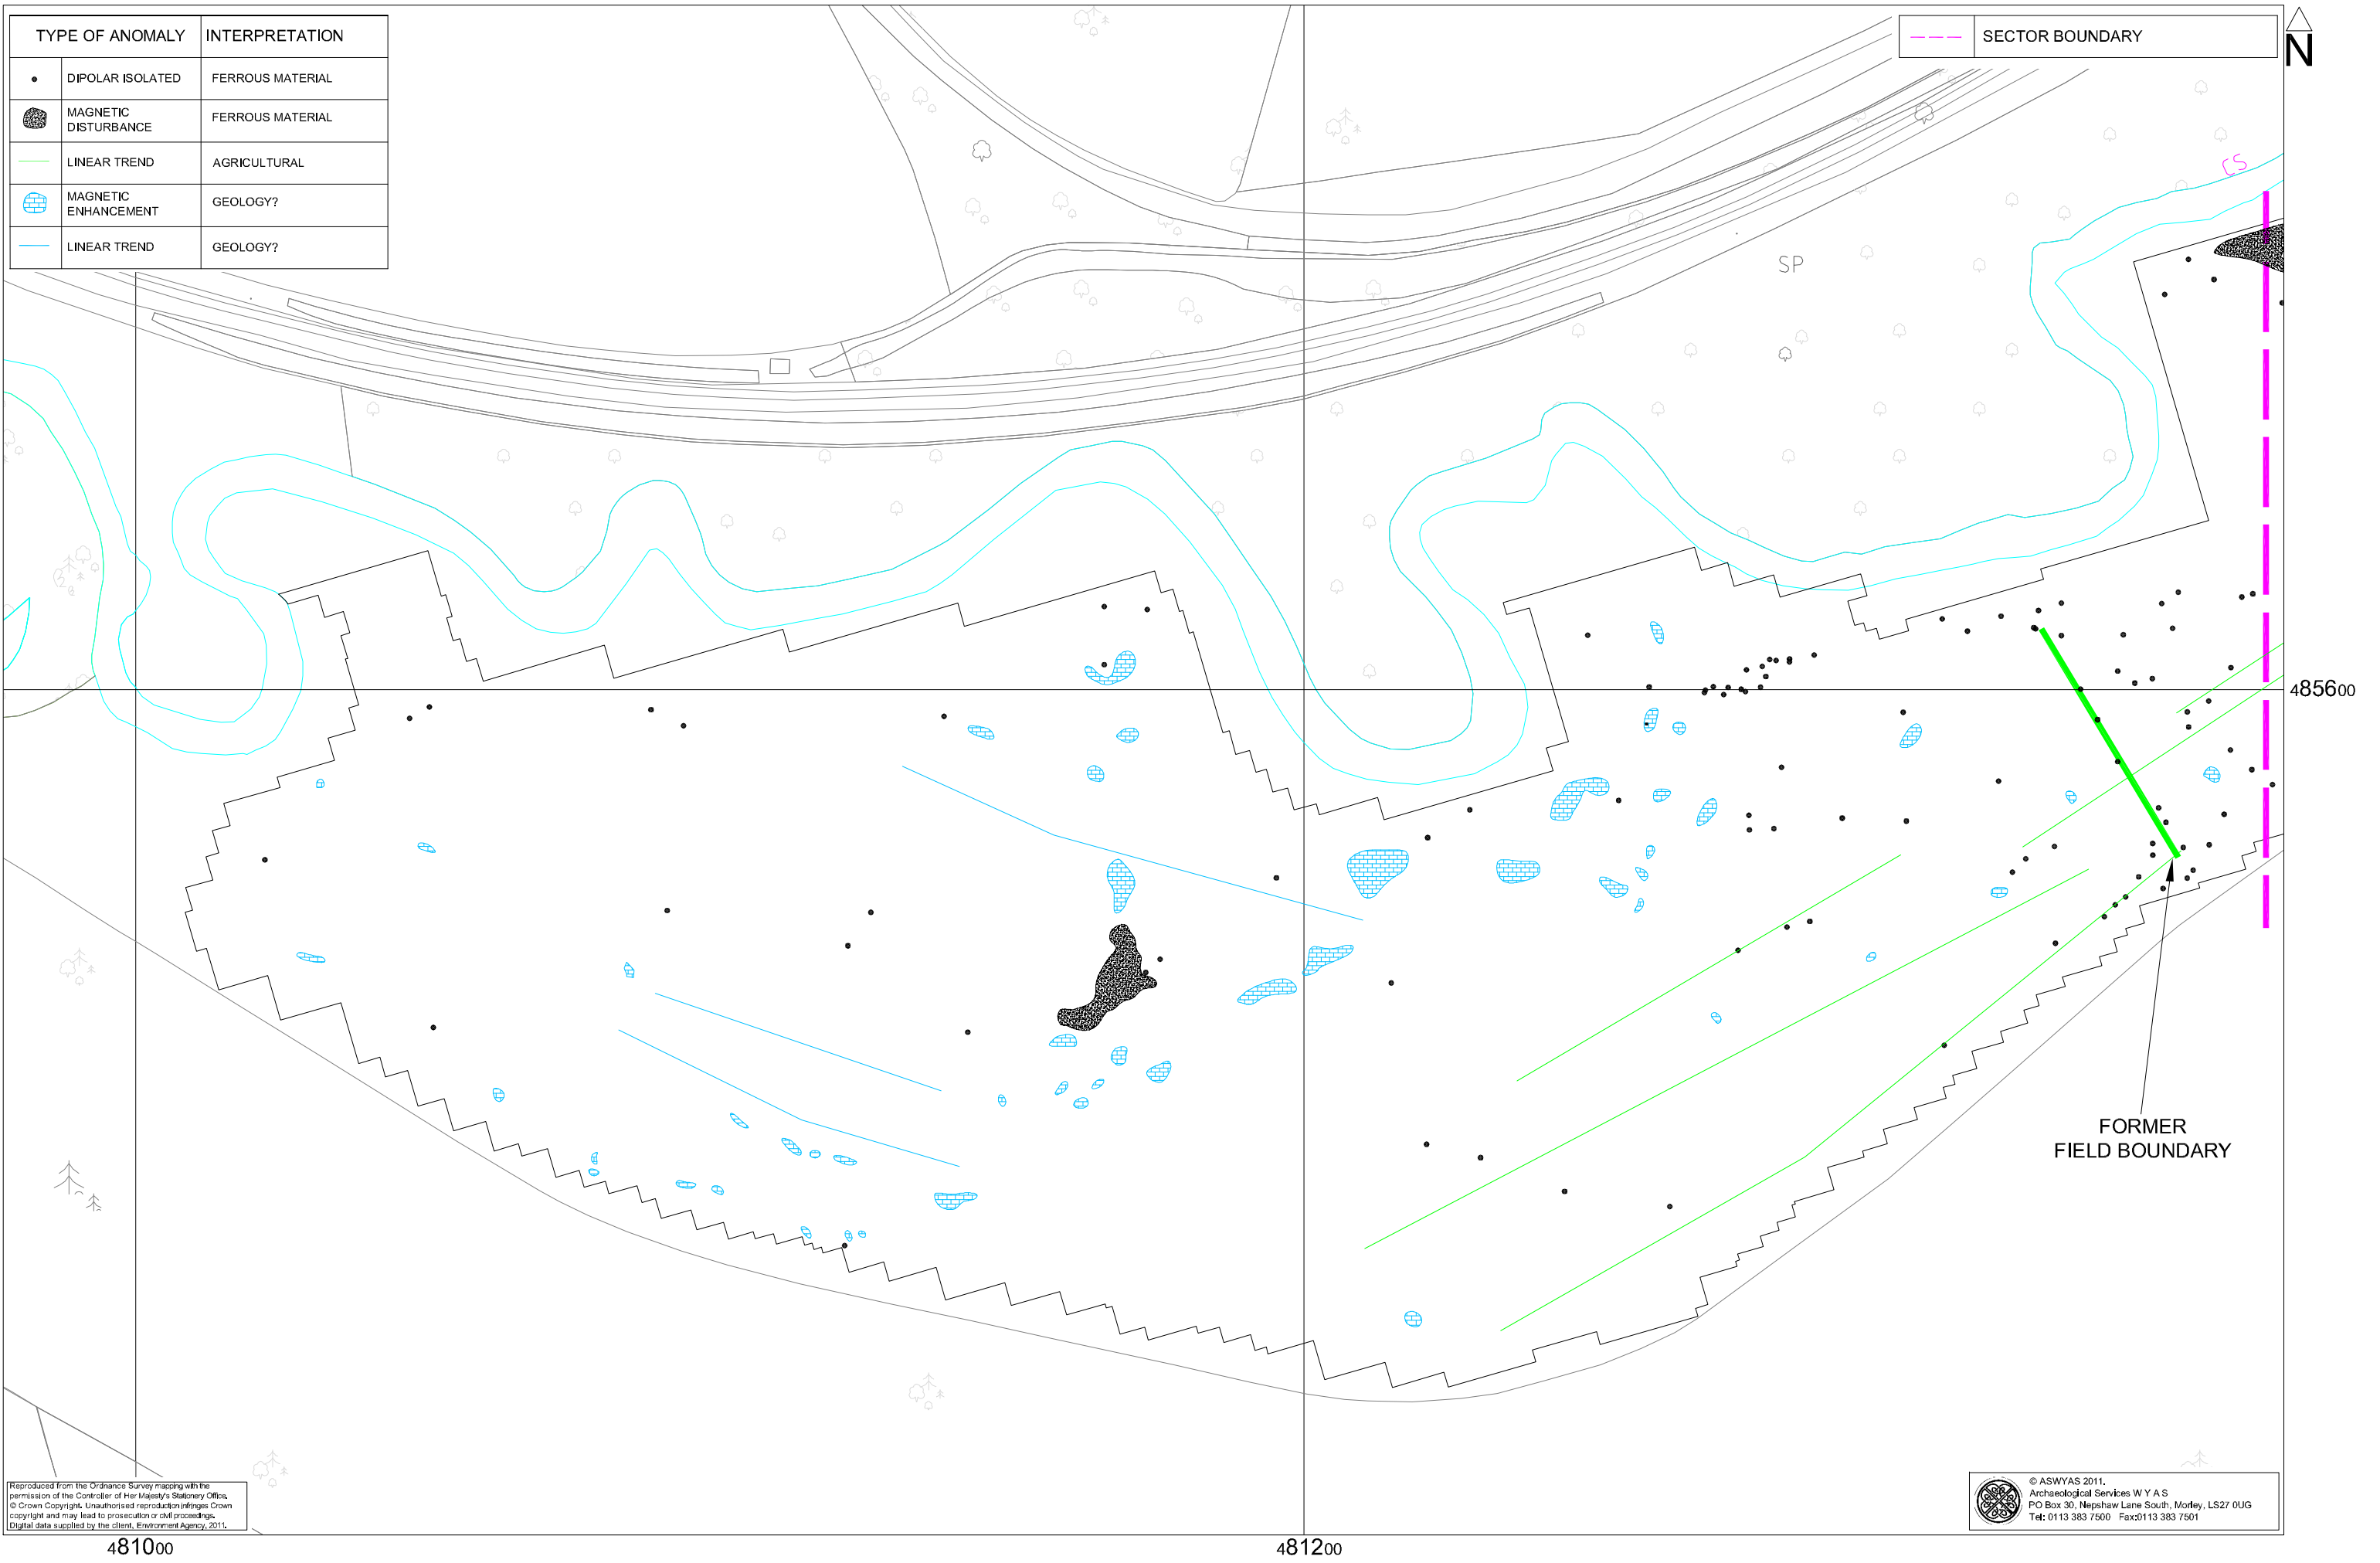 TYPE OF ANOMALY INTERPRETATION
DIPOLAR ISOLATED FERROUS MATERIAL
MAGNETIC
DISTURBANCE
FERROUS MATERIAL
LINEAR TREND AGRICULTURAL
MAGNETIC
ENHANCEMENT
GEOLOGY?
LINEAR TREND GEOLOGY?
SECTOR BOUNDARY
N
CS
SP
485600
FORMER
FIELD BOUNDARY
Reproduced from the Ordnance Survey mapping with the
permission of the Controller of Her Majesty's Stationery Office.
© Crown Copyright. Unauthorised reproduction infringes Crown
copyright and may lead to prosecution or civil proceedings.
Digital data supplied by the client, Environment Agency, 2011.
© ASWYAS 2011.
Archaeological Services W Y A S
PO Box 30, Nepshaw Lane South, Morley, LS27 0UG
Tel: 0113 383 7500 Fax:0113 383 7501
481000
481200